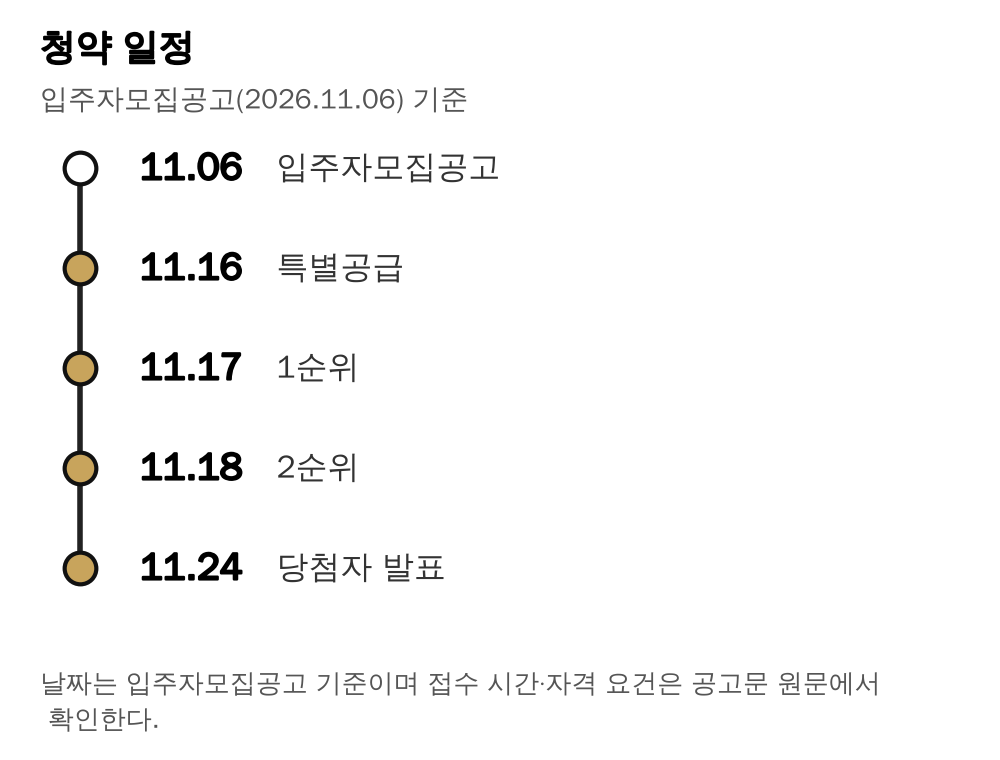 청약 일정
입주자모집공고(2026.11.06) 기준
11.06 입주자모집공고
11.16 특별공급
11.17 1순위
11.18 2순위
11.24 당첨자 발표
날짜는 입주자모집공고 기준이며 접수 시간·자격 요건은 공고문 원문에서
확인한다.